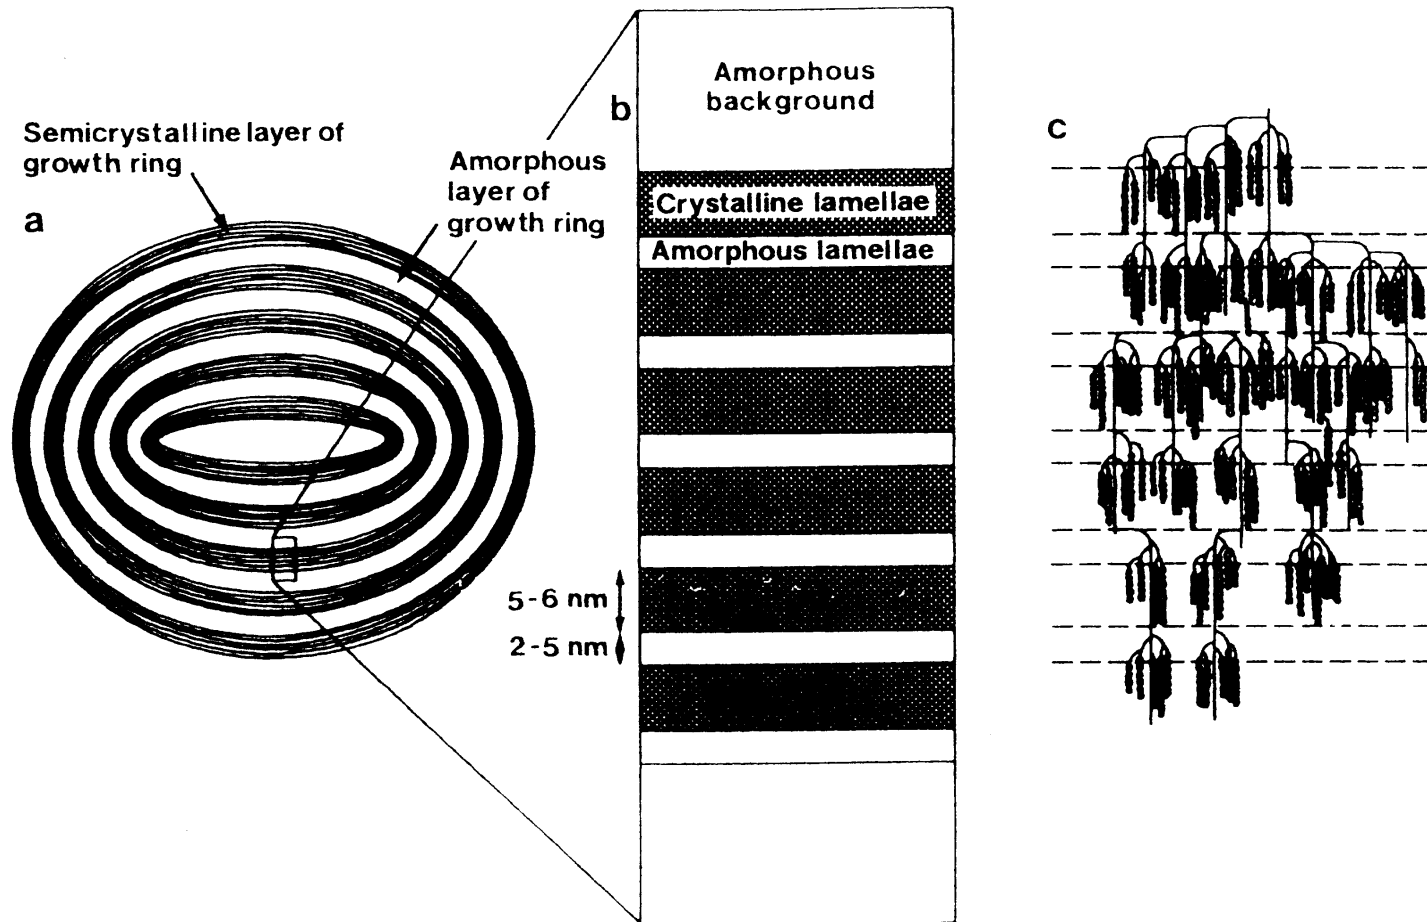 Semicrystalline layer of
growth ring
a
Amorphous
layer of
growth ring
b
Amorphous
background
Crystalline lamellae
Amorphous lamellae
5-6 nm
2-5 nm
c